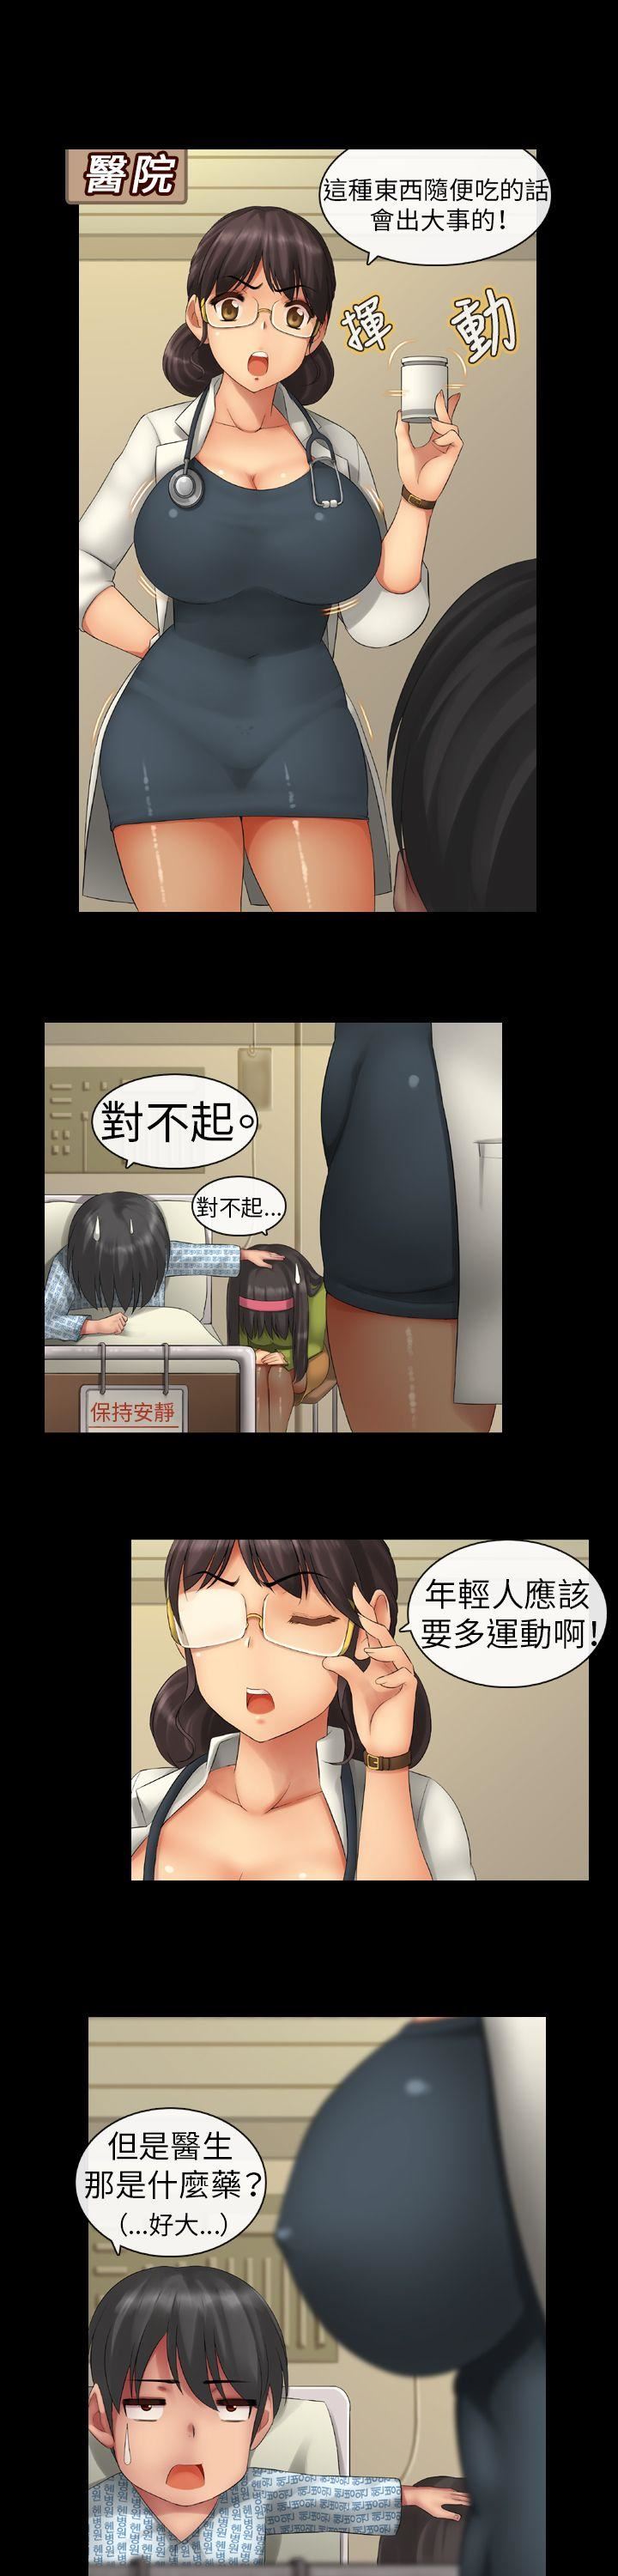 醫院
這種東西隨便吃的話
會出大事的！
揮動
對不起。
對不起...
保持安靜
年輕人應該
要多運動啊！
但是醫生
那是什麼藥？
(...好大...)